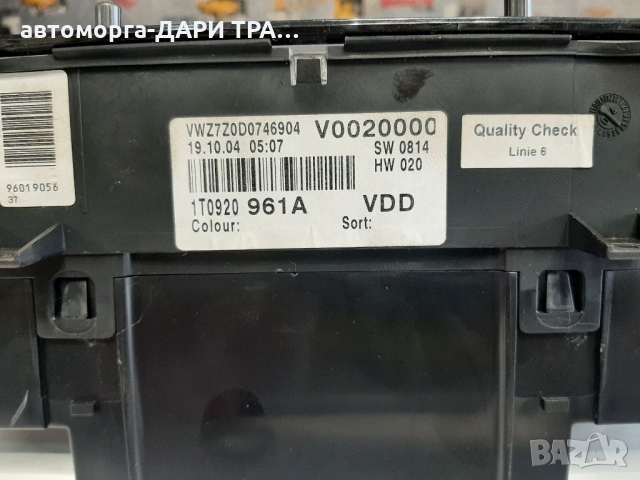 автоморга-ДАРИ ТРА...
VWZ7Z0D0746904 V0020000
19.10.04 05:07 SW 0814
HW 020
1T0920 961A VDD
Colour: Sort:
Quality Check
Linie 6
96019056
37
BAZAR